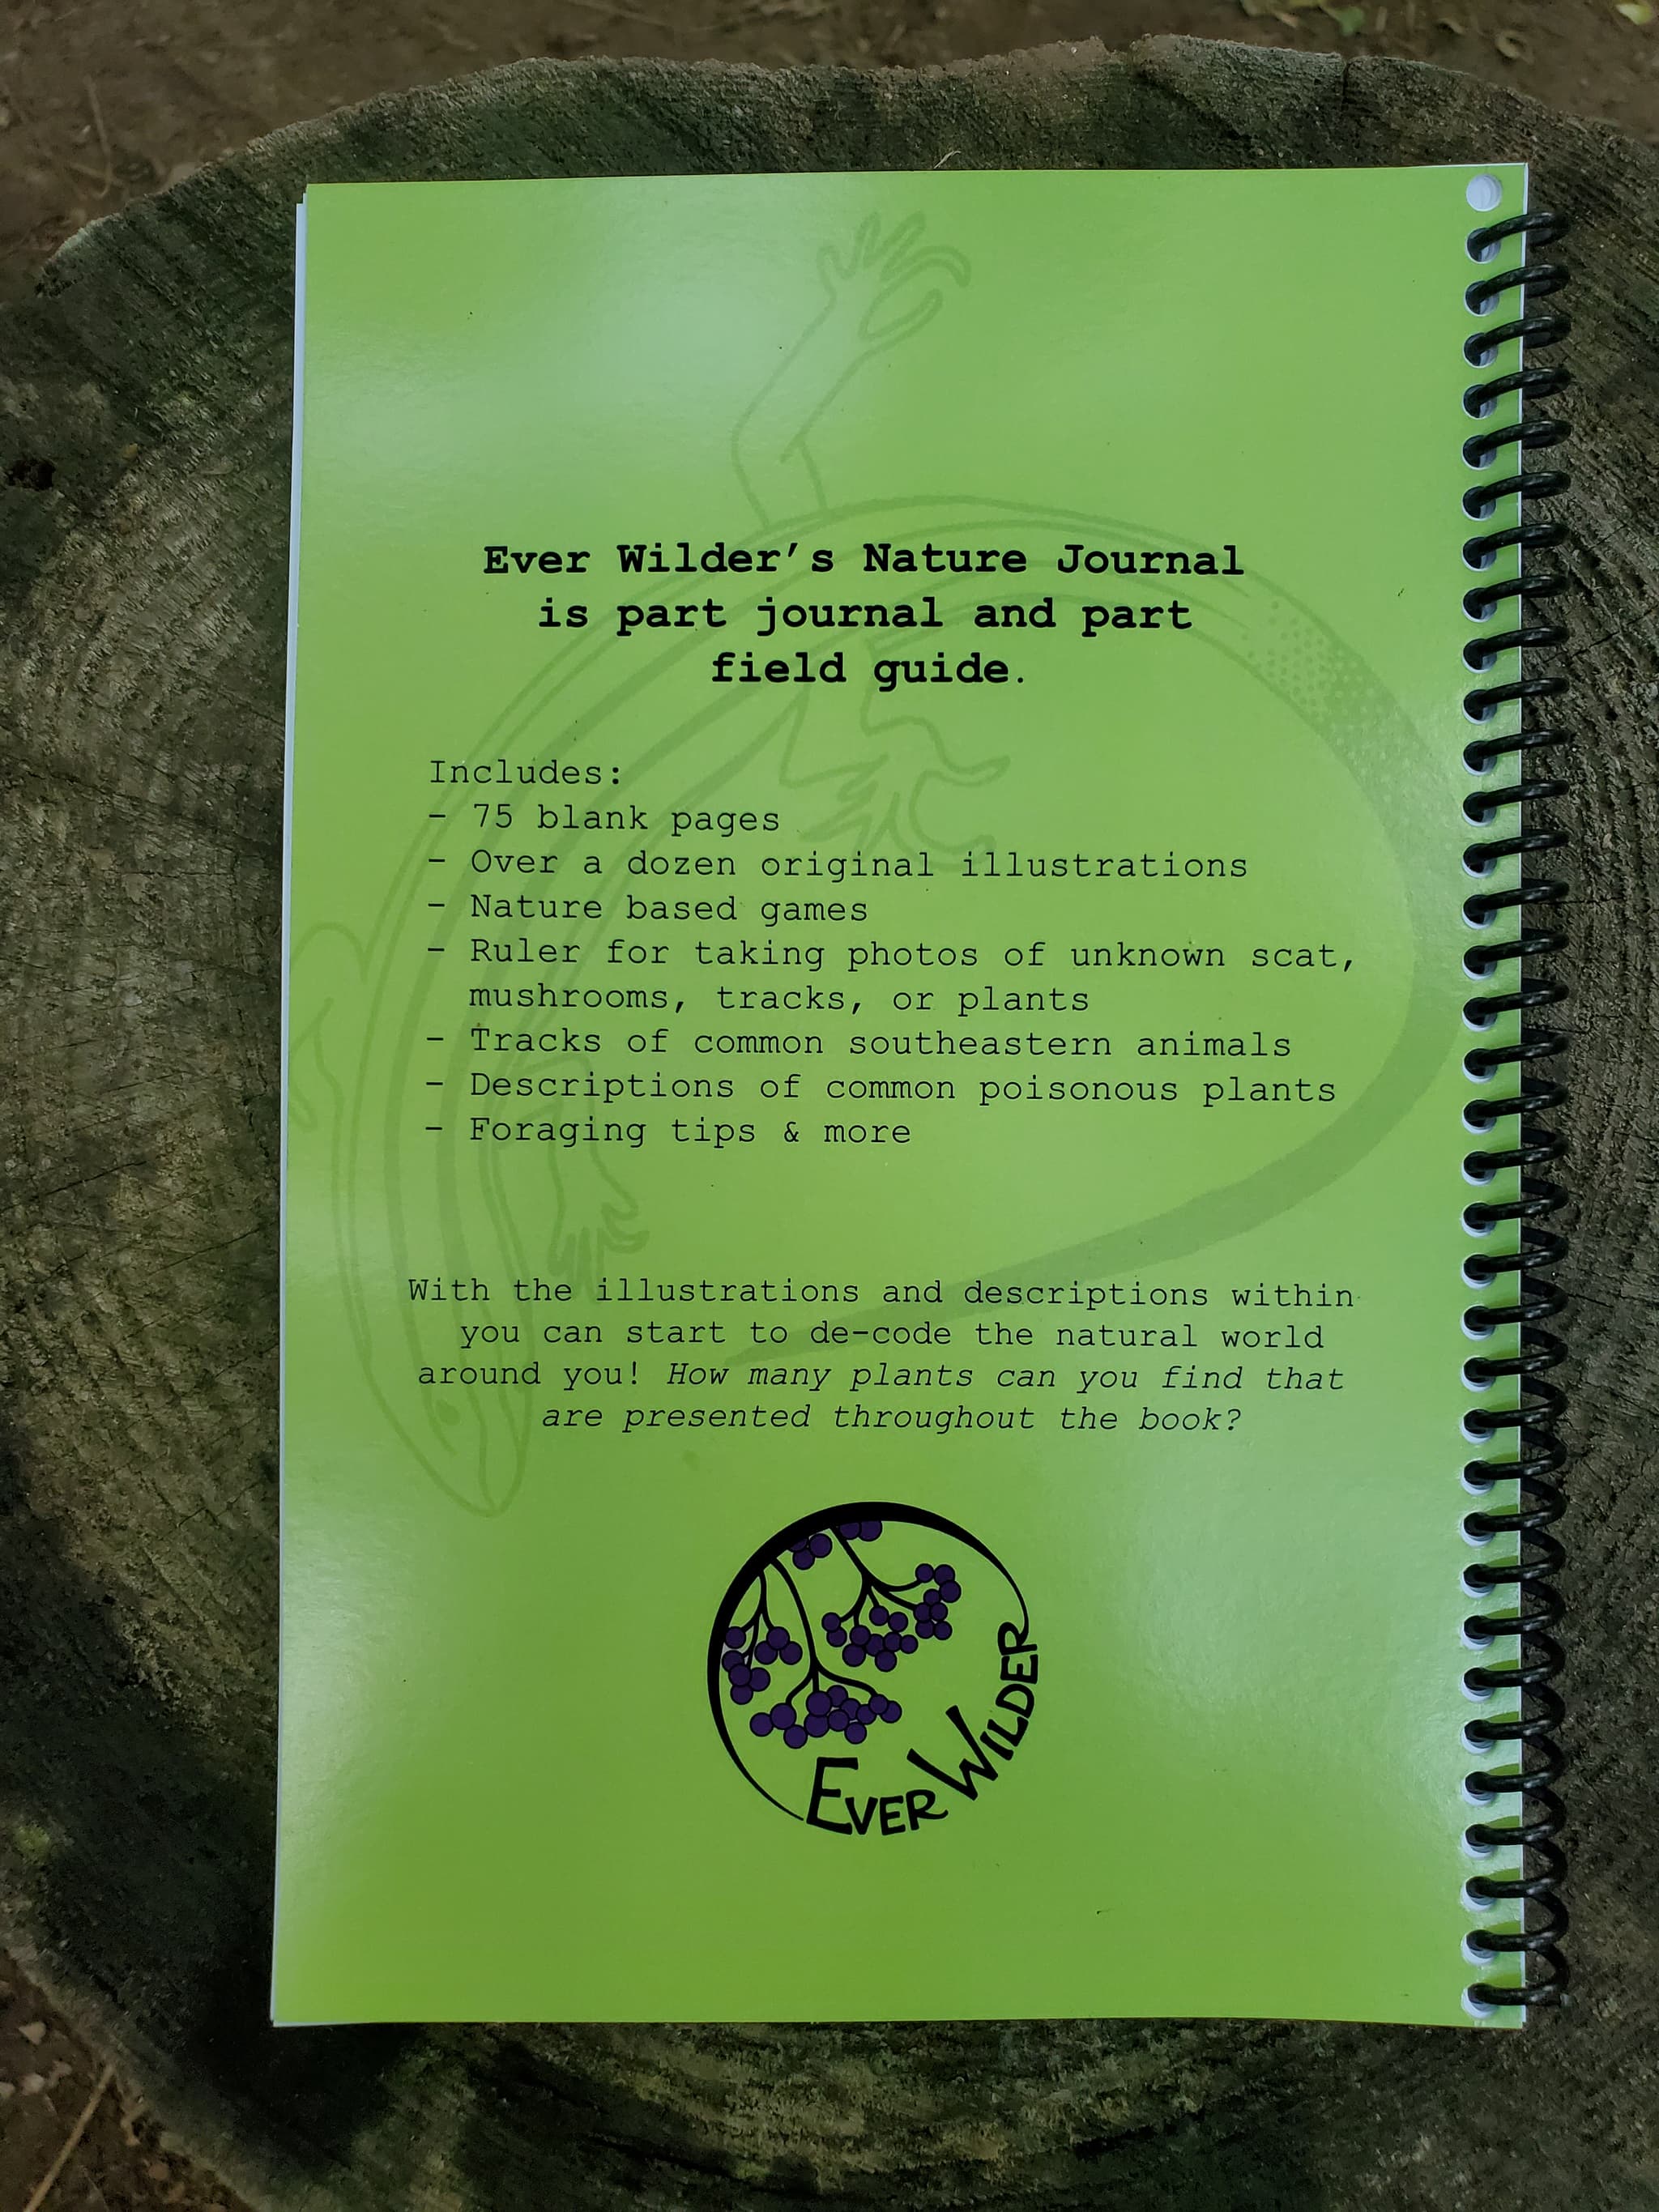 Ever Wilder's Nature Journal
is part journal and part
field guide.
Includes:
- 75 blank pages
- Over a dozen original illustrations
- Nature based games
- Ruler for taking photos of unknown scat,
mushrooms, tracks, or plants
- Tracks of common southeastern animals
- Descriptions of common poisonous plants
- Foraging tips & more
With the illustrations and descriptions within
you can start to de-code the natural world
around you! How many plants can you find that
are presented throughout the book?
EVER WILDER